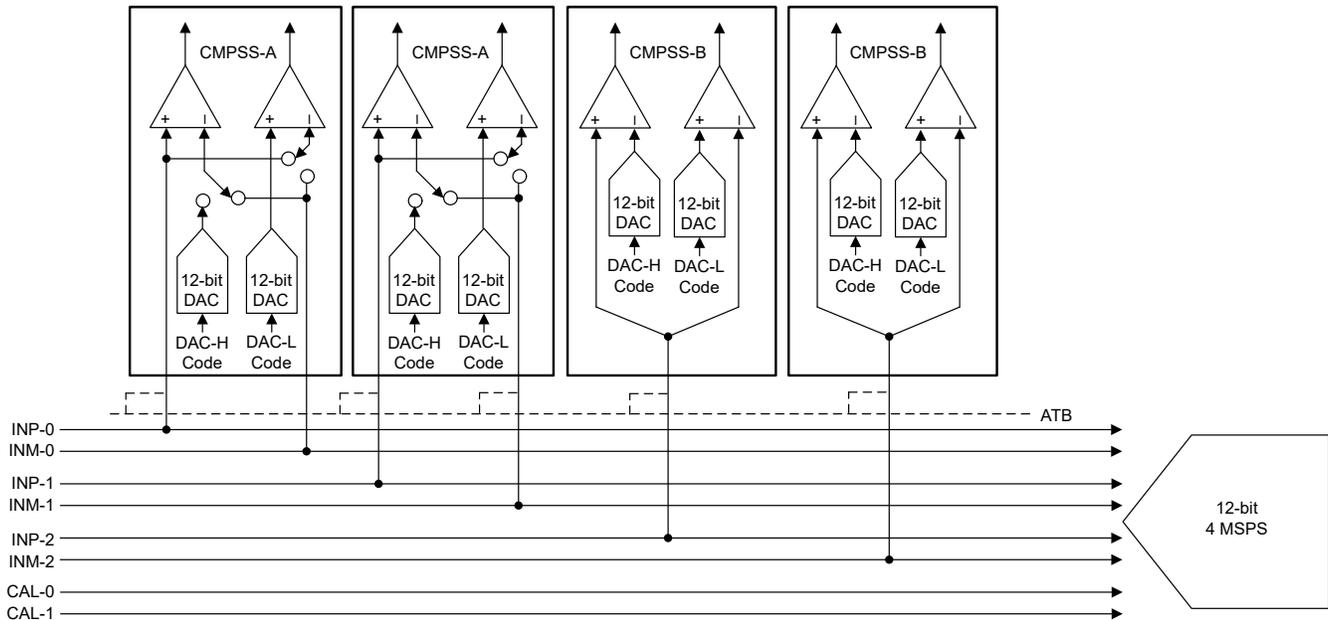 CMPSS-A
CMPSS-A
CMPSS-B
CMPSS-B
+ – + –
+ – + –
+ – + –
+ – + –
12-bit
DAC
12-bit
DAC
DAC-H
Code
DAC-L
Code
12-bit
DAC
12-bit
DAC
DAC-H
Code
DAC-L
Code
12-bit
DAC
12-bit
DAC
DAC-H
Code
DAC-L
Code
12-bit
DAC
12-bit
DAC
DAC-H
Code
DAC-L
Code
ATB
INP-0
INM-0
INP-1
INM-1
INP-2
INM-2
CAL-0
CAL-1
12-bit
4 MSPS